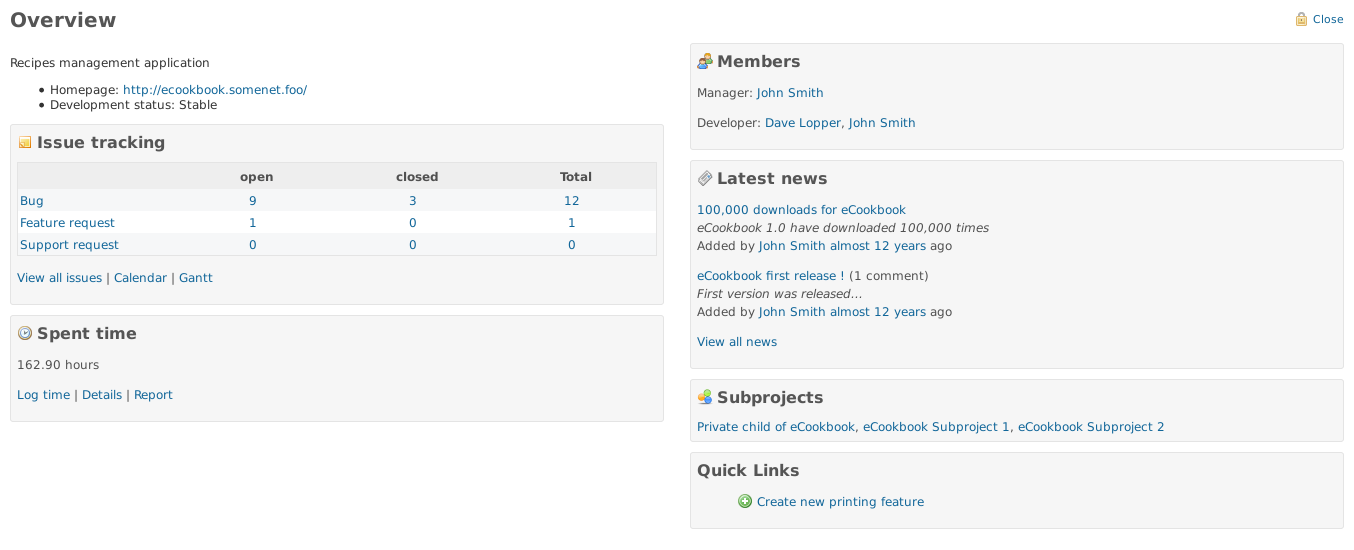 Overview
Close
Recipes management application
• Homepage: http://ecookbook.somenet.foo/
• Development status: Stable
Issue tracking
open closed Total
Bug 9 3 12
Feature request 1 0 1
Support request 0 0 0
View all issues | Calendar | Gantt
Spent time
162.90 hours
Log time | Details | Report
Members
Manager: John Smith
Developer: Dave Lopper, John Smith
Latest news
100,000 downloads for eCookbook
eCookbook 1.0 have downloaded 100,000 times
Added by John Smith almost 12 years ago
eCookbook first release ! (1 comment)
First version was released...
Added by John Smith almost 12 years ago
View all news
Subprojects
Private child of eCookbook, eCookbook Subproject 1, eCookbook Subproject 2
Quick Links
Create new printing feature